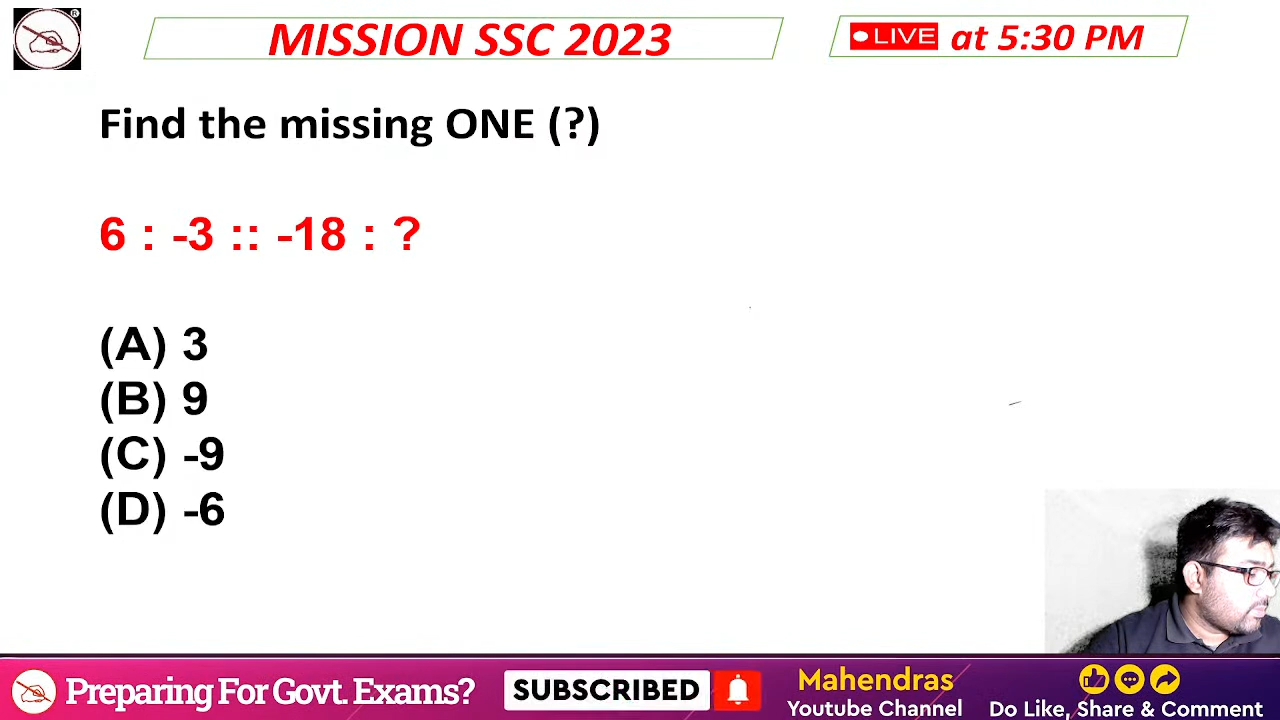 MISSION SSC 2023
LIVE at 5:30 PM
Find the missing ONE (?)
6 : -3 :: -18 : ?
(A) 3
(B) 9
(C) -9
(D) -6
Preparing For Govt. Exams?
SUBSCRIBED
Mahendras
Youtube Channel
Do Like, Share & Comment
®